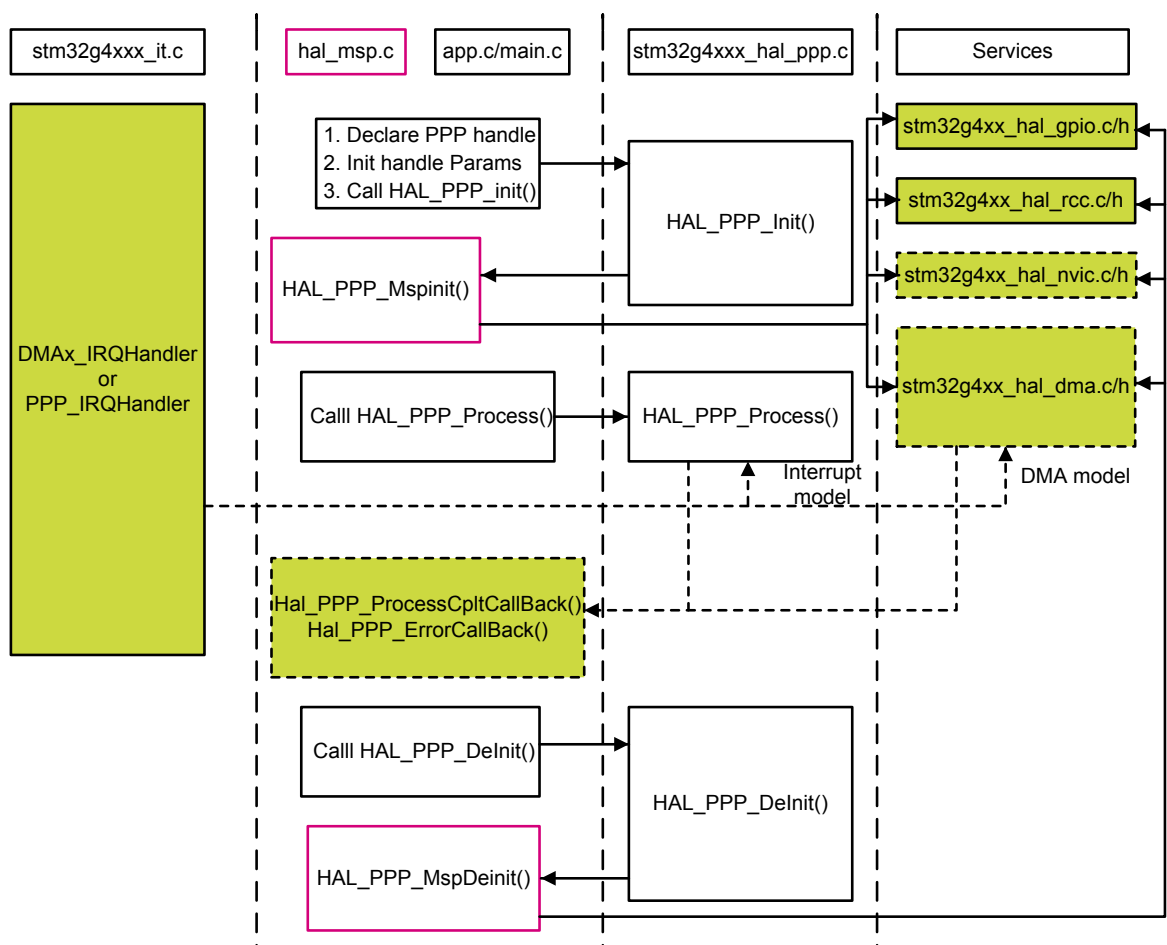 stm32g4xxx_it.c
hal_msp.c
app.c/main.c
stm32g4xxx_hal_ppp.c
Services
1. Declare PPP handle
2. Init handle Params
3. Call HAL_PPP_init()
HAL_PPP_Init()
stm32g4xx_hal_gpio.c/h
stm32g4xx_hal_rcc.c/h
stm32g4xx_hal_nvic.c/h
HAL_PPP_Mspinit()
DMAx_IRQHandler
or
PPP_IRQHandler
stm32g4xx_hal_dma.c/h
Calll HAL_PPP_Process()
HAL_PPP_Process()
Interrupt
model
DMA model
Hal_PPP_ProcessCpltCallBack()
Hal_PPP_ErrorCallBack()
Calll HAL_PPP_DeInit()
HAL_PPP_DeInit()
HAL_PPP_MspDeinit()